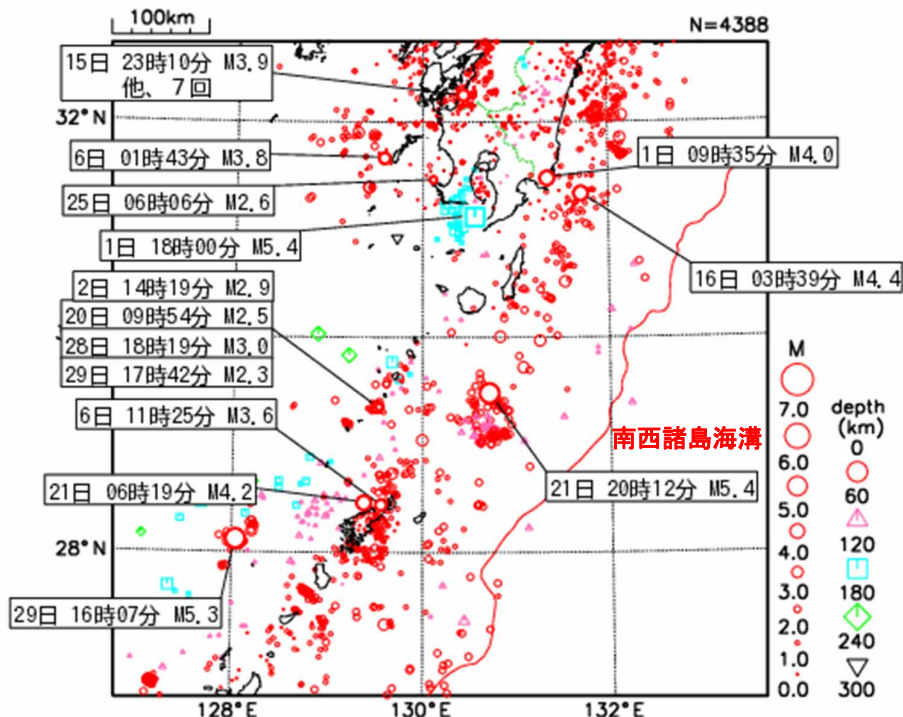 100km
N=4388
15日 23時10分 M3.9
他、7回
32°N
6日 01時43分 M3.8
1日 09時35分 M4.0
25日 06時06分 M2.6
1日 18時00分 M5.4
16日 03時39分 M4.4
2日 14時19分 M2.9
20日 09時54分 M2.5
28日 18時19分 M3.0
29日 17時42分 M2.3
6日 11時25分 M3.6
南西諸島海溝
21日 06時19分 M4.2
21日 20時12分 M5.4
28°N
29日 16時07分 M5.3
128°E
130°E
132°E
M
7.0
6.0
5.0
4.0
3.0
2.0
1.0
0.0
depth
(km)
0
60
120
180
240
300